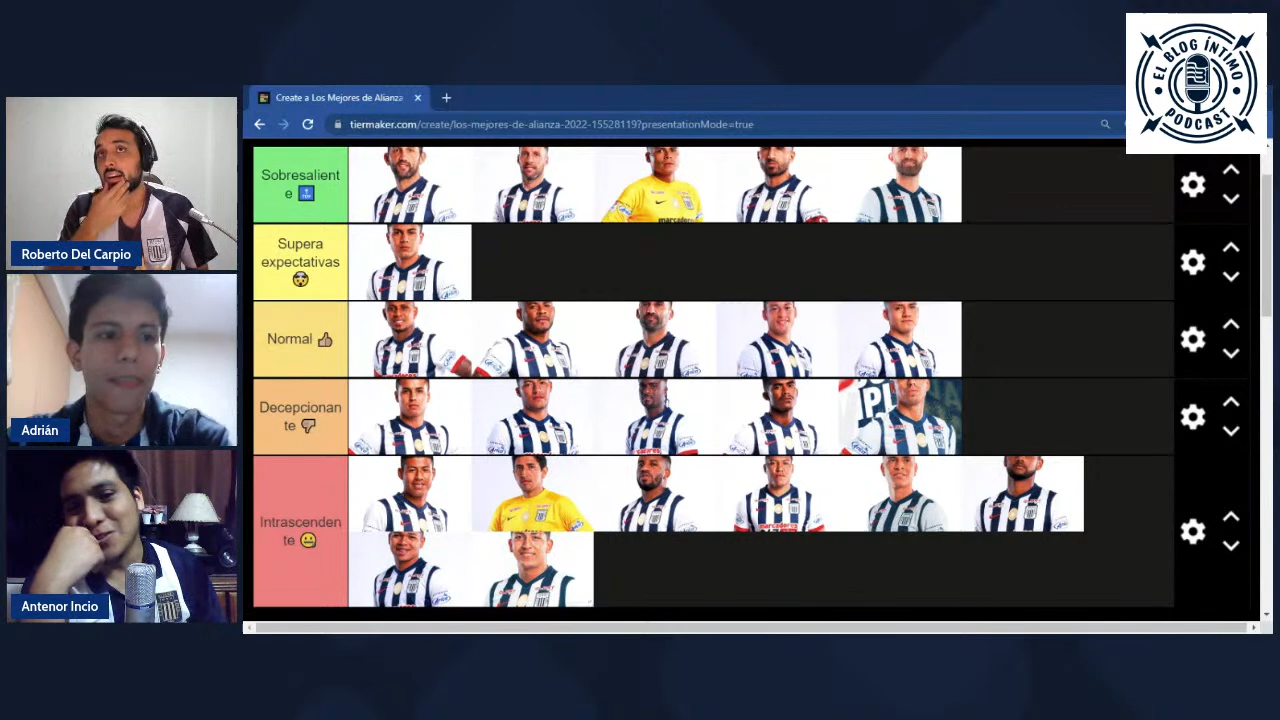 EL BLOG ÍNTIMO
PODCAST
Create a Los Mejores de Alianza
tiermaker.com/create/los-mejores-de-alianza-2022-15528119?presentationMode=true
Roberto Del Carpio
Adrián
Antenor Incio
Sobresalient
e
TOP
Supera
expectativas
Normal
Decepcionan
te
Intrascenden
te